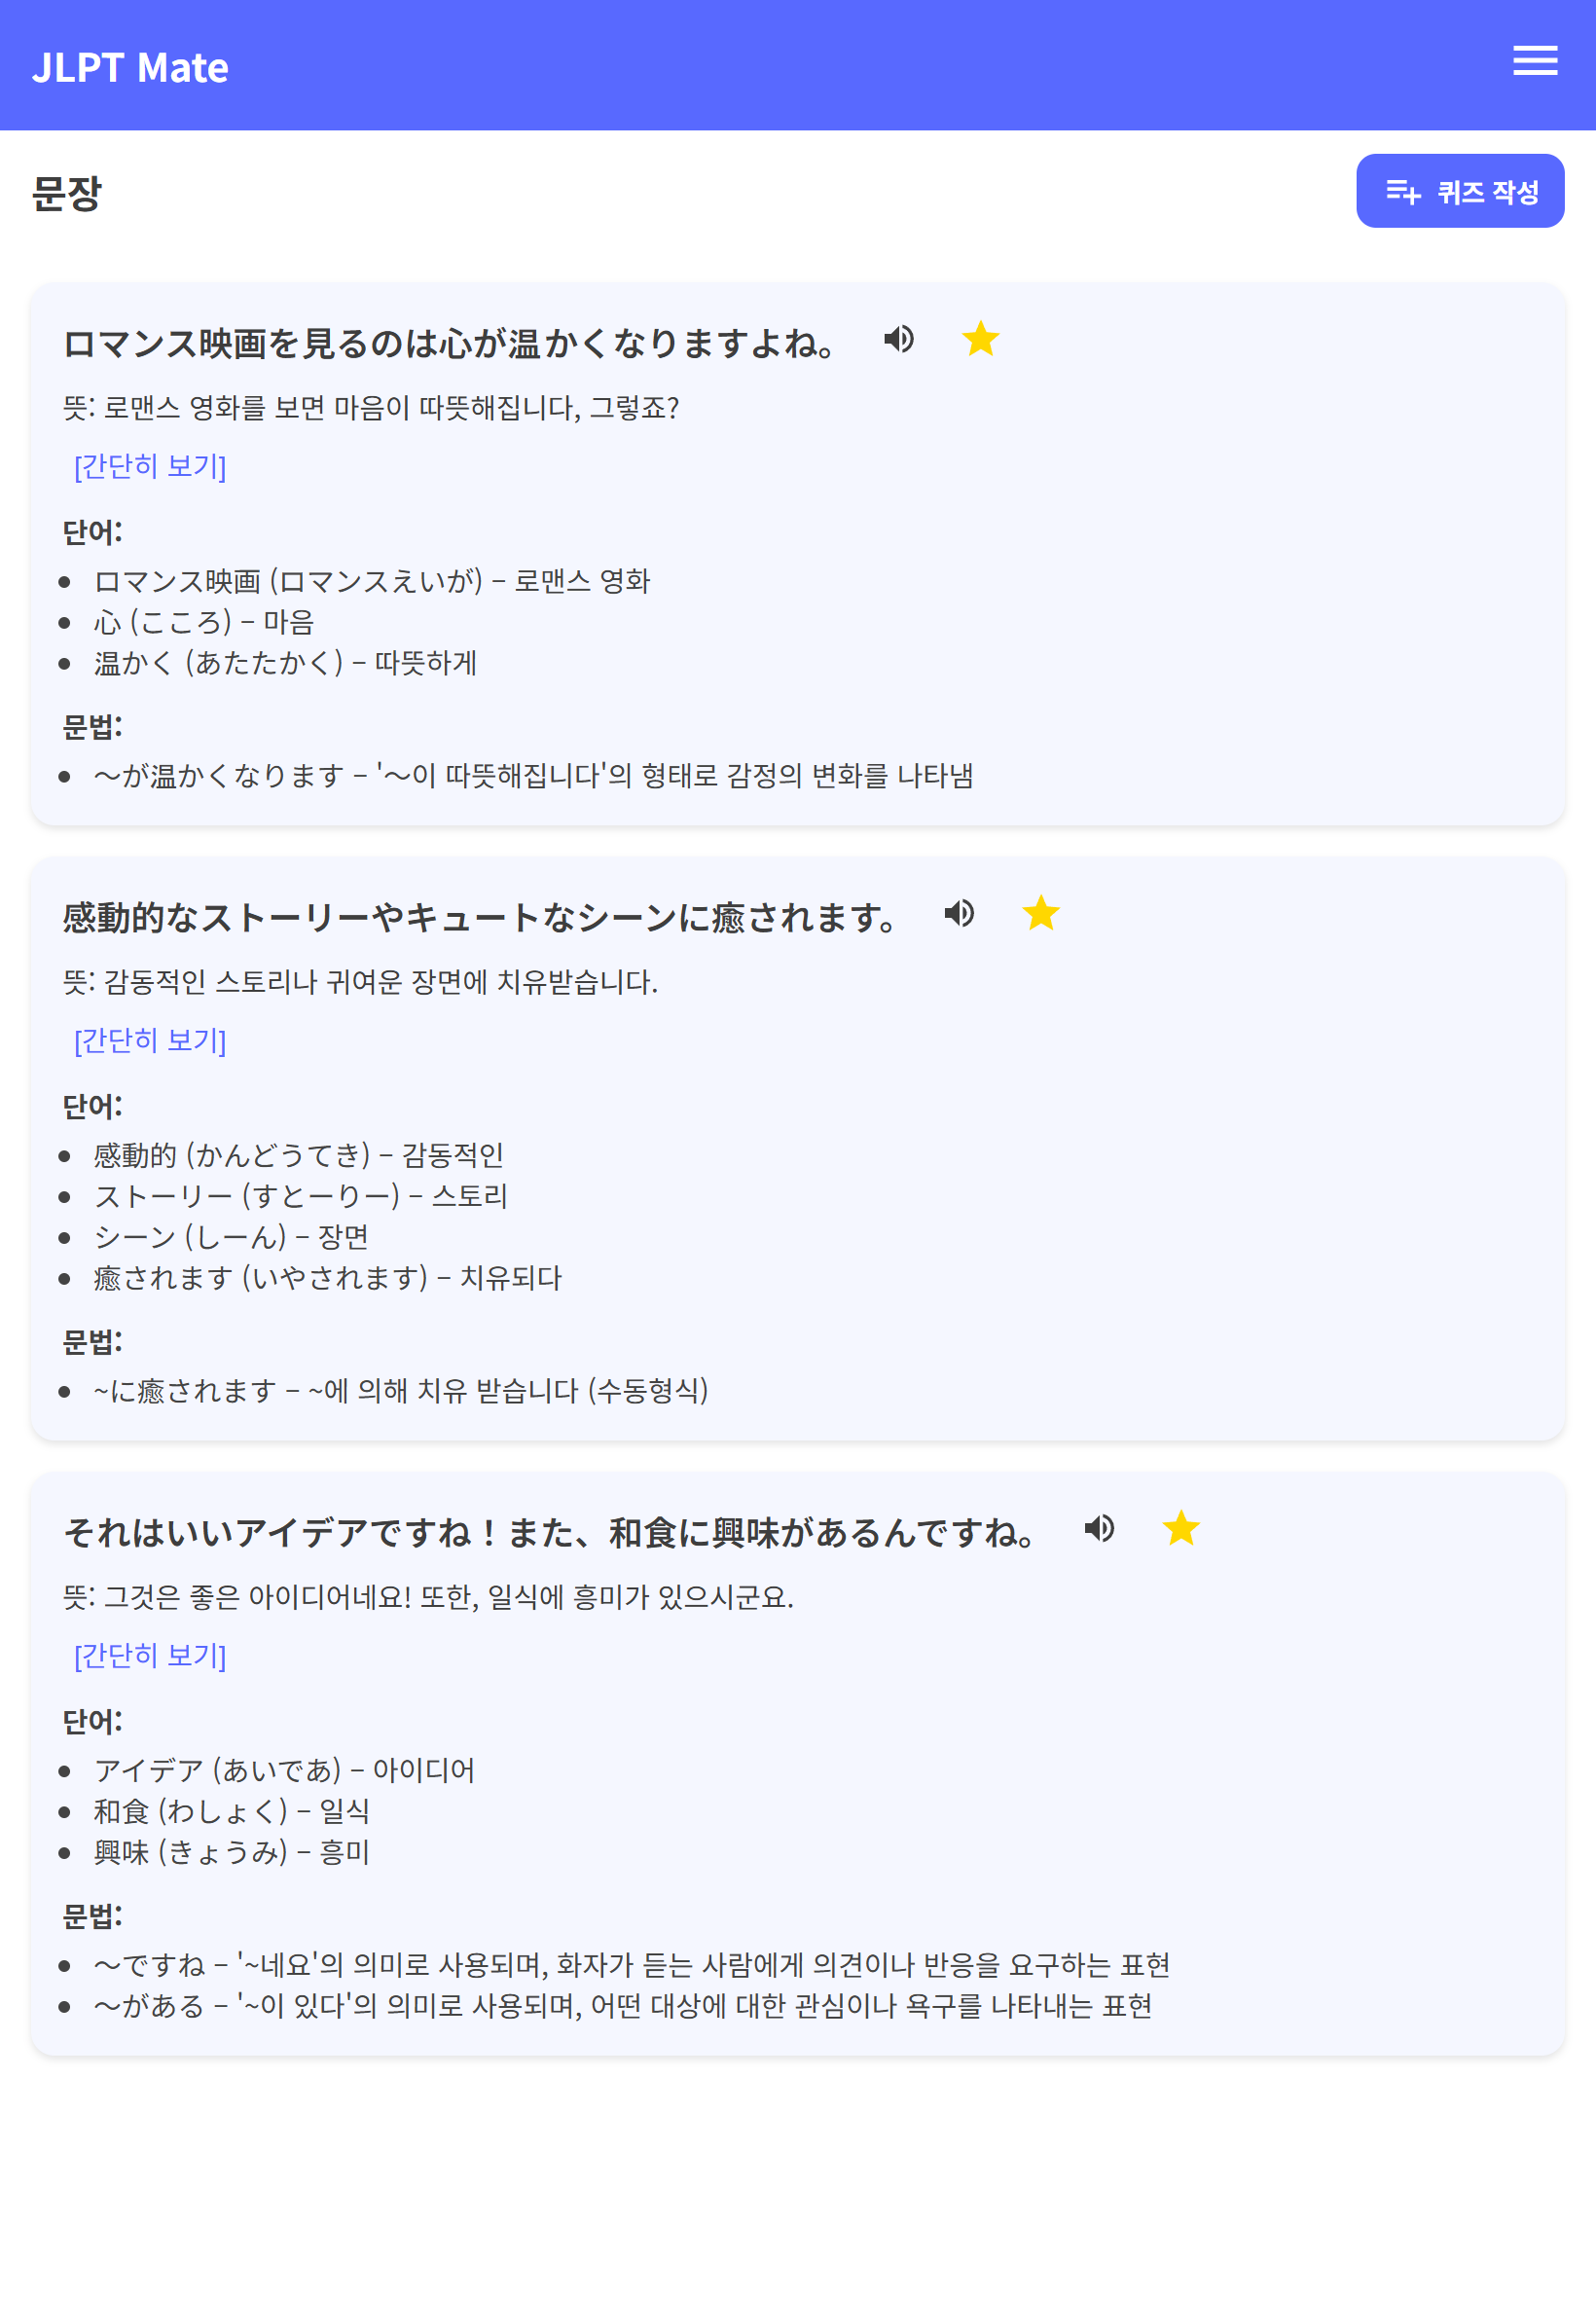 JLPT Mate
문장
퀴즈 작성
ロマンス映画を見るのは心が温かくなりますよね。
뜻: 로맨스 영화를 보면 마음이 따뜻해집니다, 그렇죠?
[간단히 보기]
단어:
ロマンス映画 (ロマンスえいが) - 로맨스 영화
心 (こころ) - 마음
温かく (あたたかく) - 따뜻하게
문법:
〜が温かくなります - '〜이 따뜻해집니다'의 형태로 감정의 변화를 나타냄
感動的なストーリーやキュートなシーンに癒されます。
뜻: 감동적인 스토리나 귀여운 장면에 치유받습니다.
[간단히 보기]
단어:
感動的 (かんどうてき) - 감동적인
ストーリー (すとーりー) - 스토리
シーン (しーん) - 장면
癒されます (いやされます) - 치유되다
문법:
~に癒されます - ~에 의해 치유 받습니다 (수동형식)
それはいいアイデアですね！また、和食に興味があるんですね。
뜻: 그것은 좋은 아이디어네요! 또한, 일식에 흥미가 있으시군요.
[간단히 보기]
단어:
アイデア (あいであ) - 아이디어
和食 (わしょく) - 일식
興味 (きょうみ) - 흥미
문법:
〜ですね - '~네요'의 의미로 사용되며, 화자가 듣는 사람에게 의견이나 반응을 요구하는 표현
〜がある - '~이 있다'의 의미로 사용되며, 어떤 대상에 대한 관심이나 욕구를 나타내는 표현